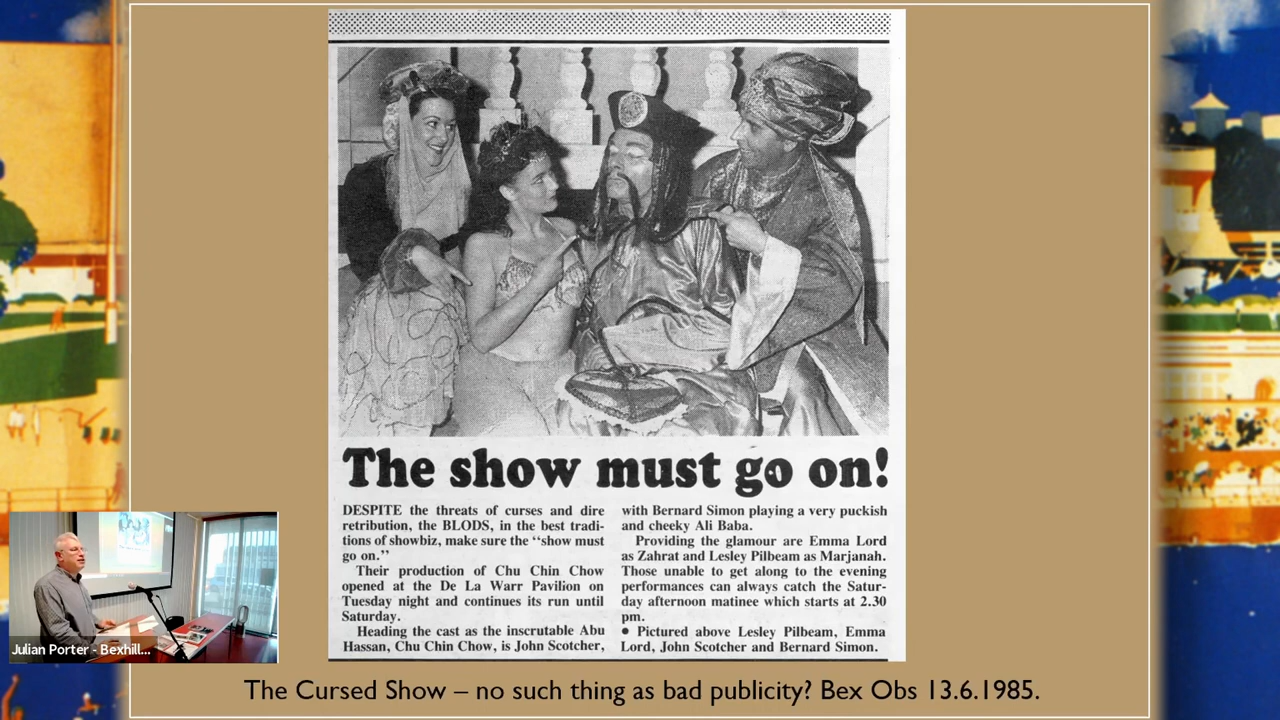 The show must go on!
DESPITE the threats of curses and dire
retribution, the BLODS, in the best tradi-
tions of showbiz, make sure the “show must
go on.”
Their production of Chu Chin Chow
opened at the De La Warr Pavilion on
Tuesday night and continues its run until
Saturday.
Heading the cast as the inscrutable Abu
Hassan, Chu Chin Chow, is John Scotcher,
with Bernard Simon playing a very puckish
and cheeky Ali Baba.
Providing the glamour are Emma Lord
as Zahrat and Lesley Pilbeam as Marjanah.
Those unable to get along to the evening
performances can always catch the Satur-
day afternoon matinee which starts at 2.30
pm.
● Pictured above Lesley Pilbeam, Emma
Lord, John Scotcher and Bernard Simon.
Julian Porter - Bexhill...
The Cursed Show – no such thing as bad publicity? Bex Obs 13.6.1985.